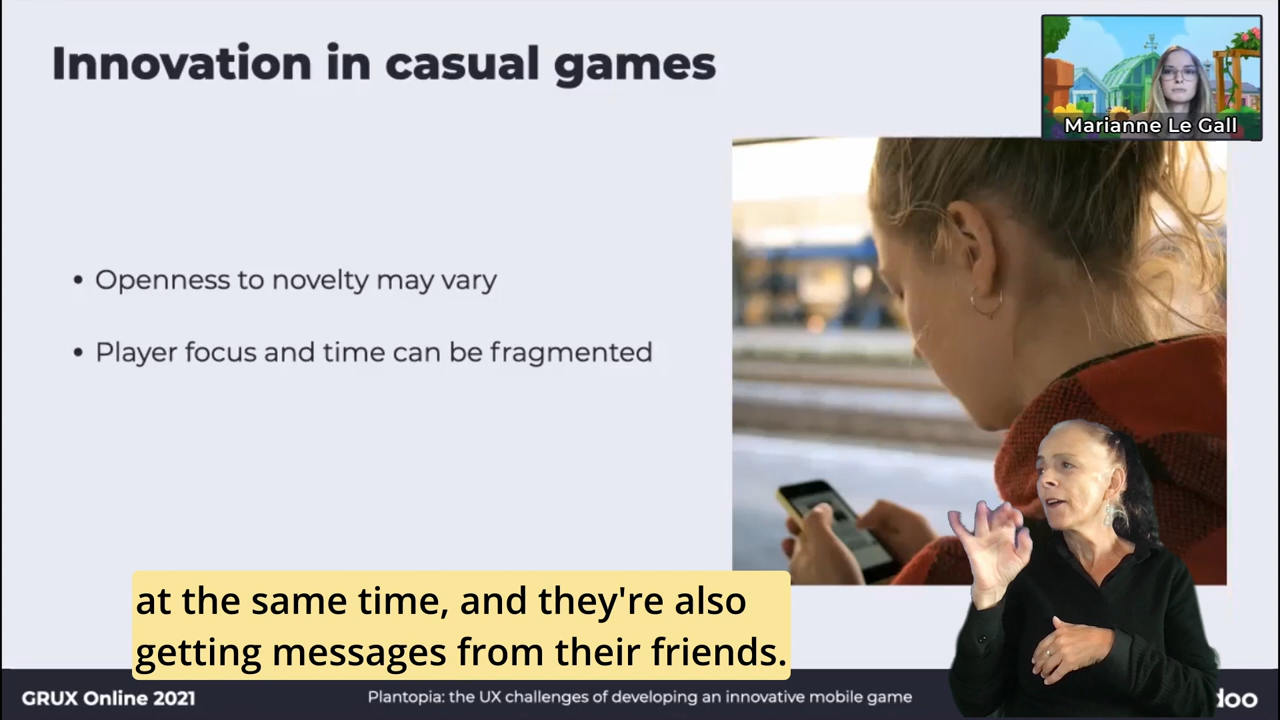 Innovation in casual games
Marianne Le Gall
• Openness to novelty may vary
• Player focus and time can be fragmented
at the same time, and they're also
getting messages from their friends.
GRUX Online 2021
Plantopia: the UX challenges of developing an innovative mobile game